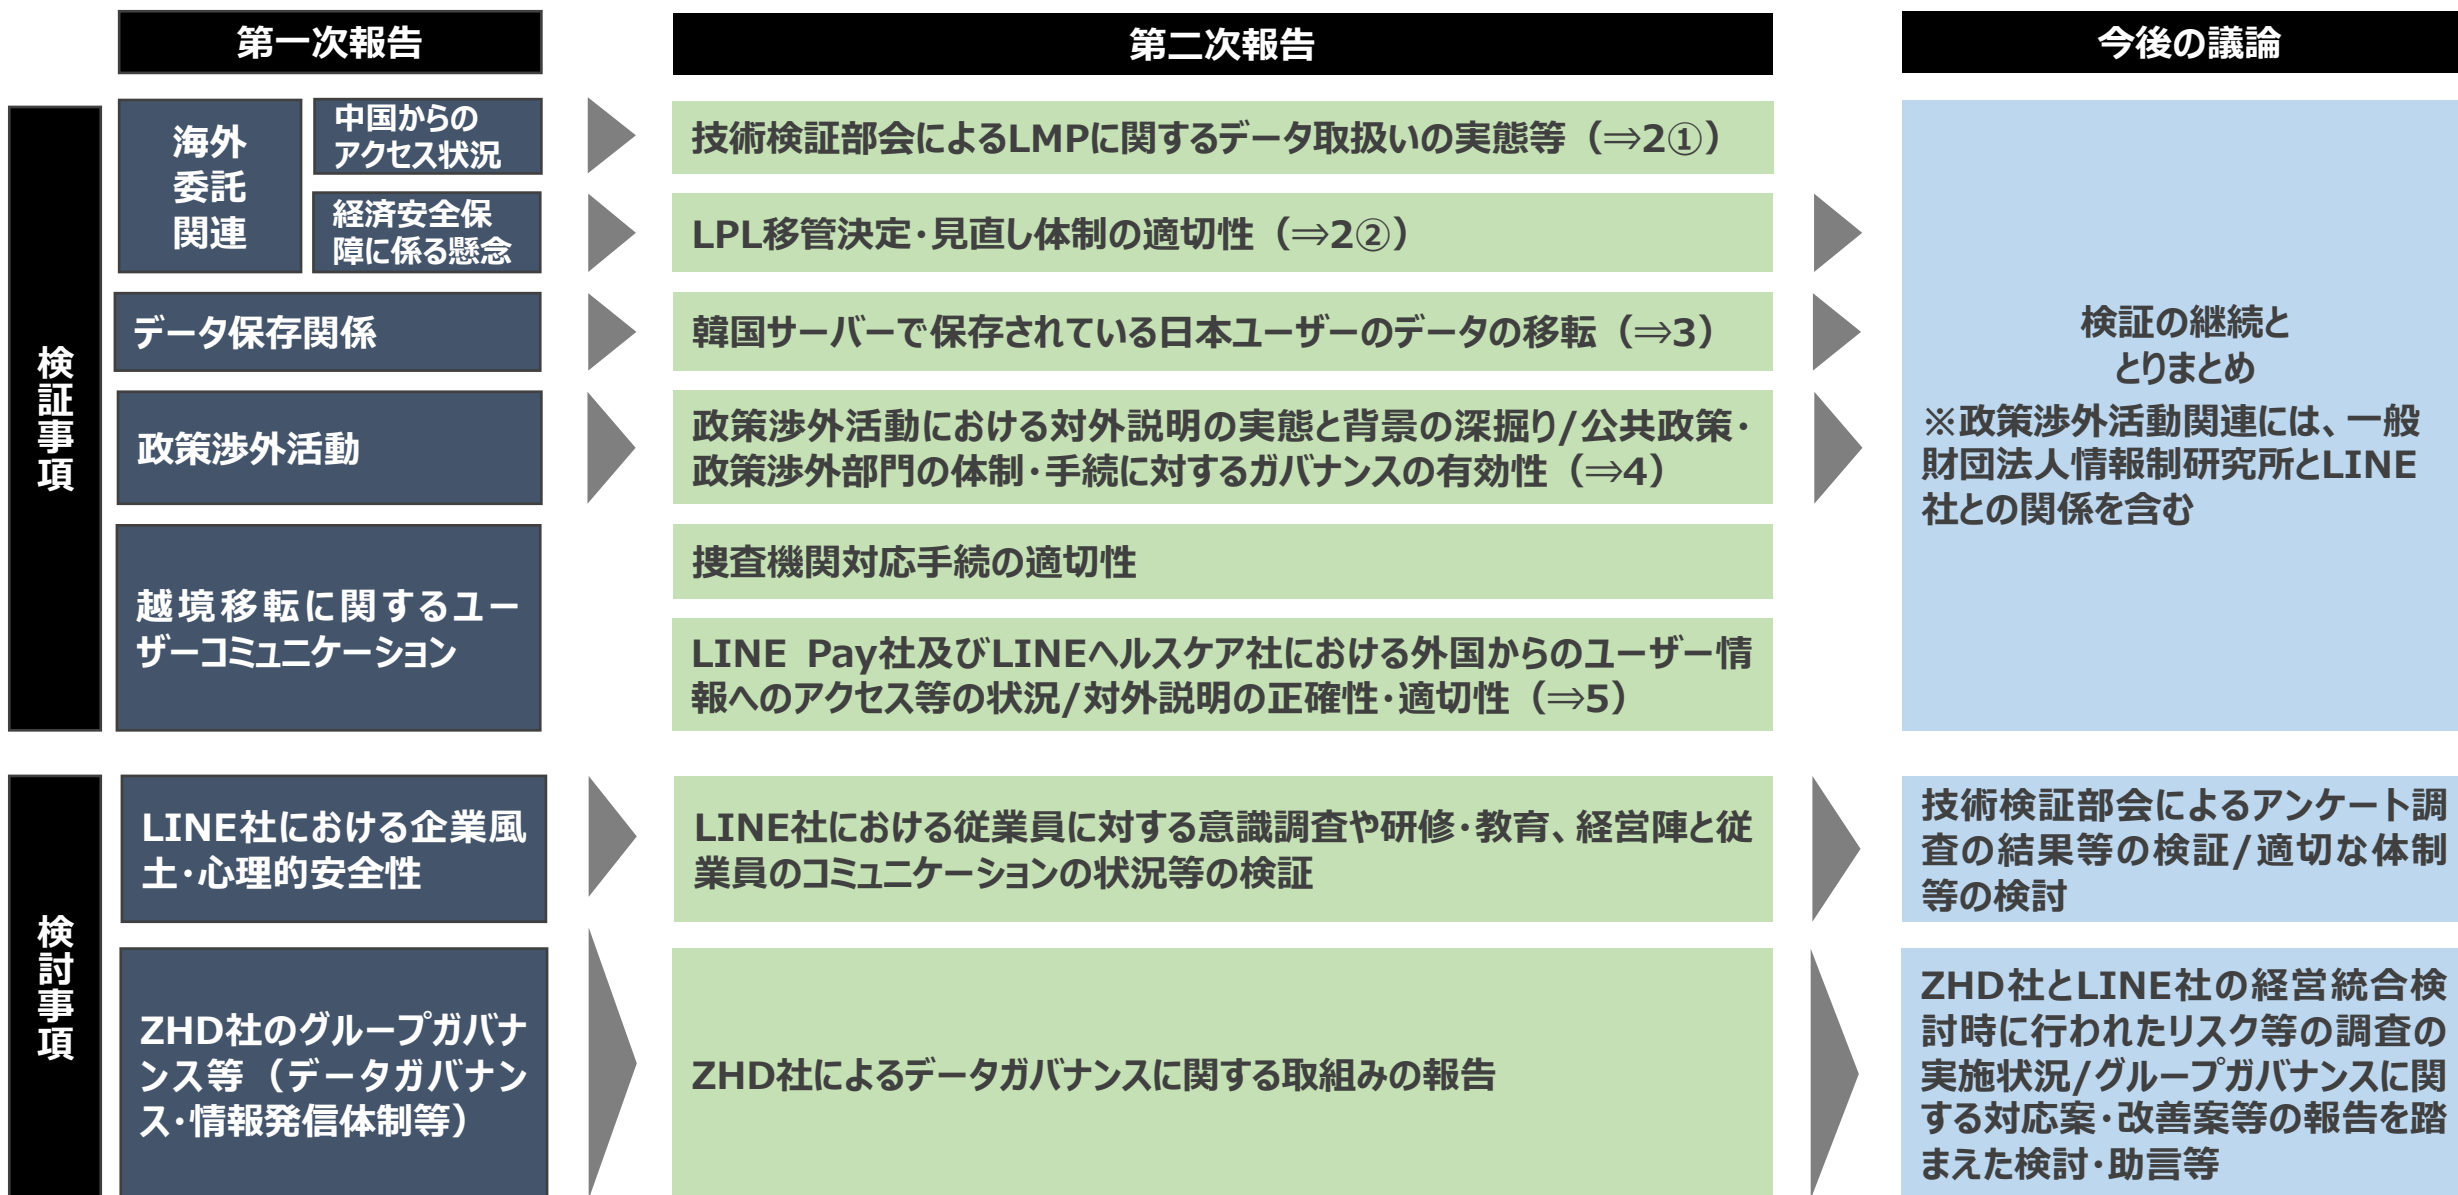 第一次報告
第二次報告
今後の議論
検証事項
海外
委託
関連
中国からの
アクセス状況
技術検証部会によるLMPに関するデータ取扱いの実態等（⇒2①）
経済安全保
障に係る懸念
LPL移管決定・見直し体制の適切性（⇒2②）
データ保存関係
韓国サーバーで保存されている日本ユーザーのデータの移転（⇒3）
政策渉外活動
政策渉外活動における対外説明の実態と背景の深掘り/公共政策・
政策渉外部門の体制・手続に対するガバナンスの有効性（⇒4）
越境移転に関するユー
ザーコミュニケーション
捜査機関対応手続の適切性
LINE Pay社及びLINEヘルスケア社における外国からのユーザー情
報へのアクセス等の状況/対外説明の正確性・適切性（⇒5）
検証の継続と
とりまとめ
※政策渉外活動関連には、一般
財団法人情報制研究所とLINE
社との関係を含む
検討事項
LINE社における企業風
土・心理的安全性
LINE社における従業員に対する意識調査や研修・教育、経営陣と従
業員のコミュニケーションの状況等の検証
技術検証部会によるアンケート調
査の結果等の検証/適切な体制
等の検討
ZHD社のグループガバナ
ンス等（データガバナン
ス・情報発信体制等）
ZHD社によるデータガバナンスに関する取組みの報告
ZHD社とLINE社の経営統合検
討時に行われたリスク等の調査の
実施状況/グループガバナンスに関
する対応案・改善案等の報告を踏
まえた検討・助言等